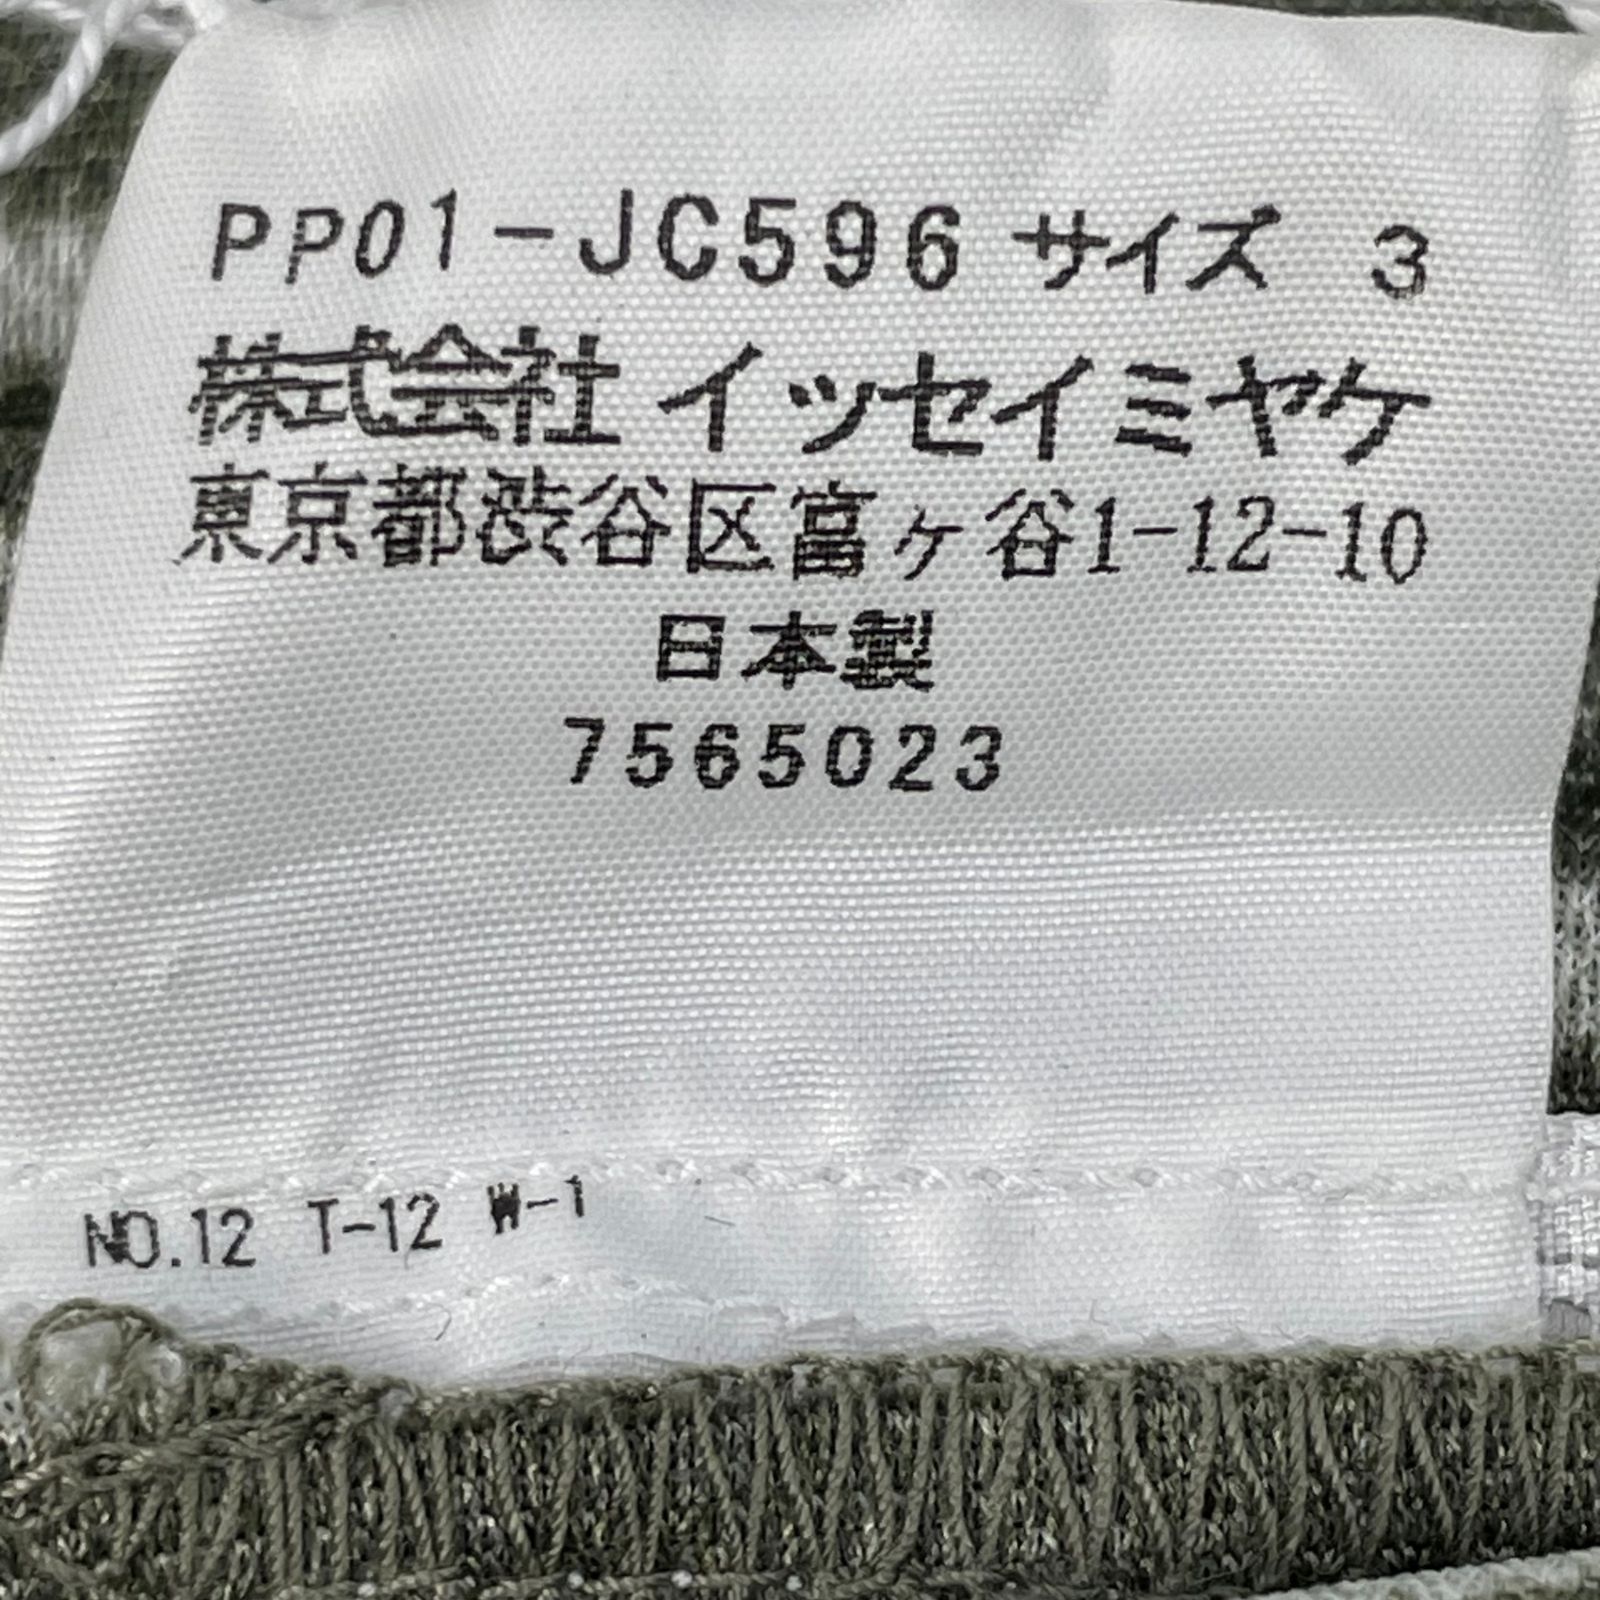 PP01-JC596 サイズ 3
株式会社 イッセイミヤケ
東京都渋谷区富ヶ谷1-12-10
日本製
7565023
NO.12 T-12 W-1